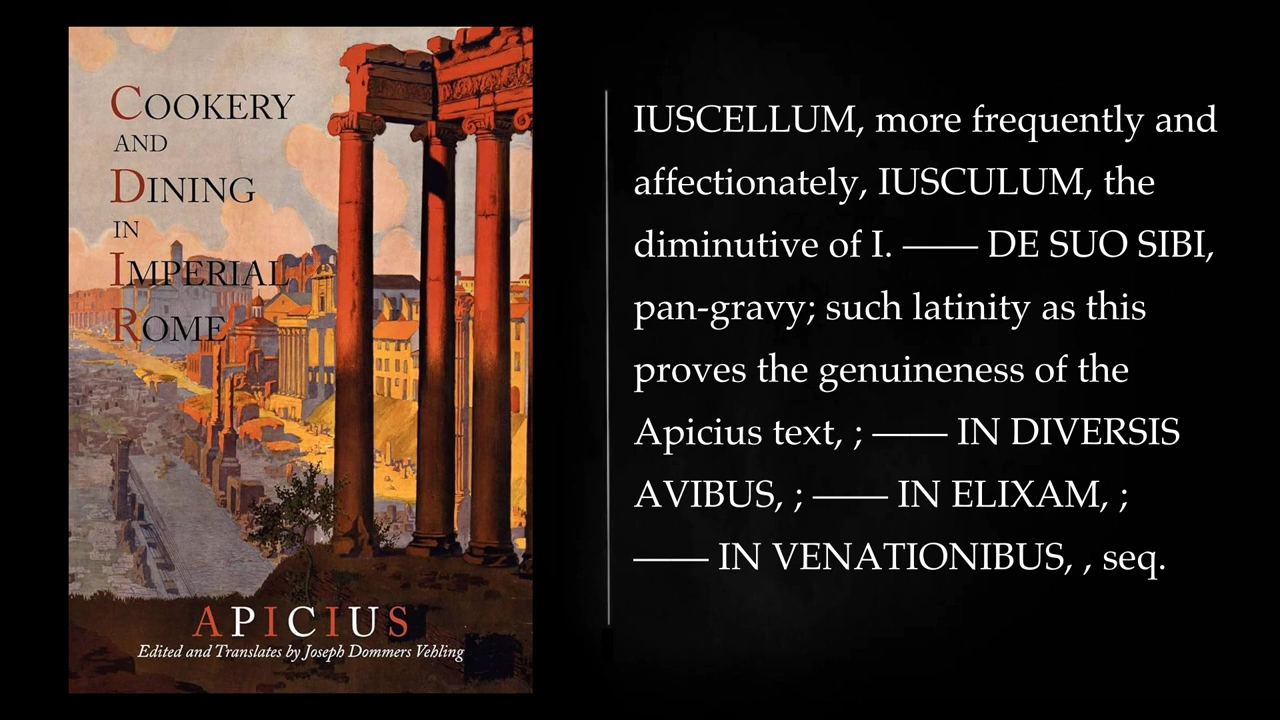 COOKERY
AND
DINING
IN
IMPERIAL
ROME
APICIUS
Edited and Translates by Joseph Dommers Vehling
IUSCELLUM, more frequently and
affectionately, IUSCULUM, the
diminutive of I. —— DE SUO SIBI,
pan-gravy; such latinity as this
proves the genuineness of the
Apicius text, ; —— IN DIVERSIS
AVIBUS, ; —— IN ELIXAM, ;
—— IN VENATIONIBUS, , seq.